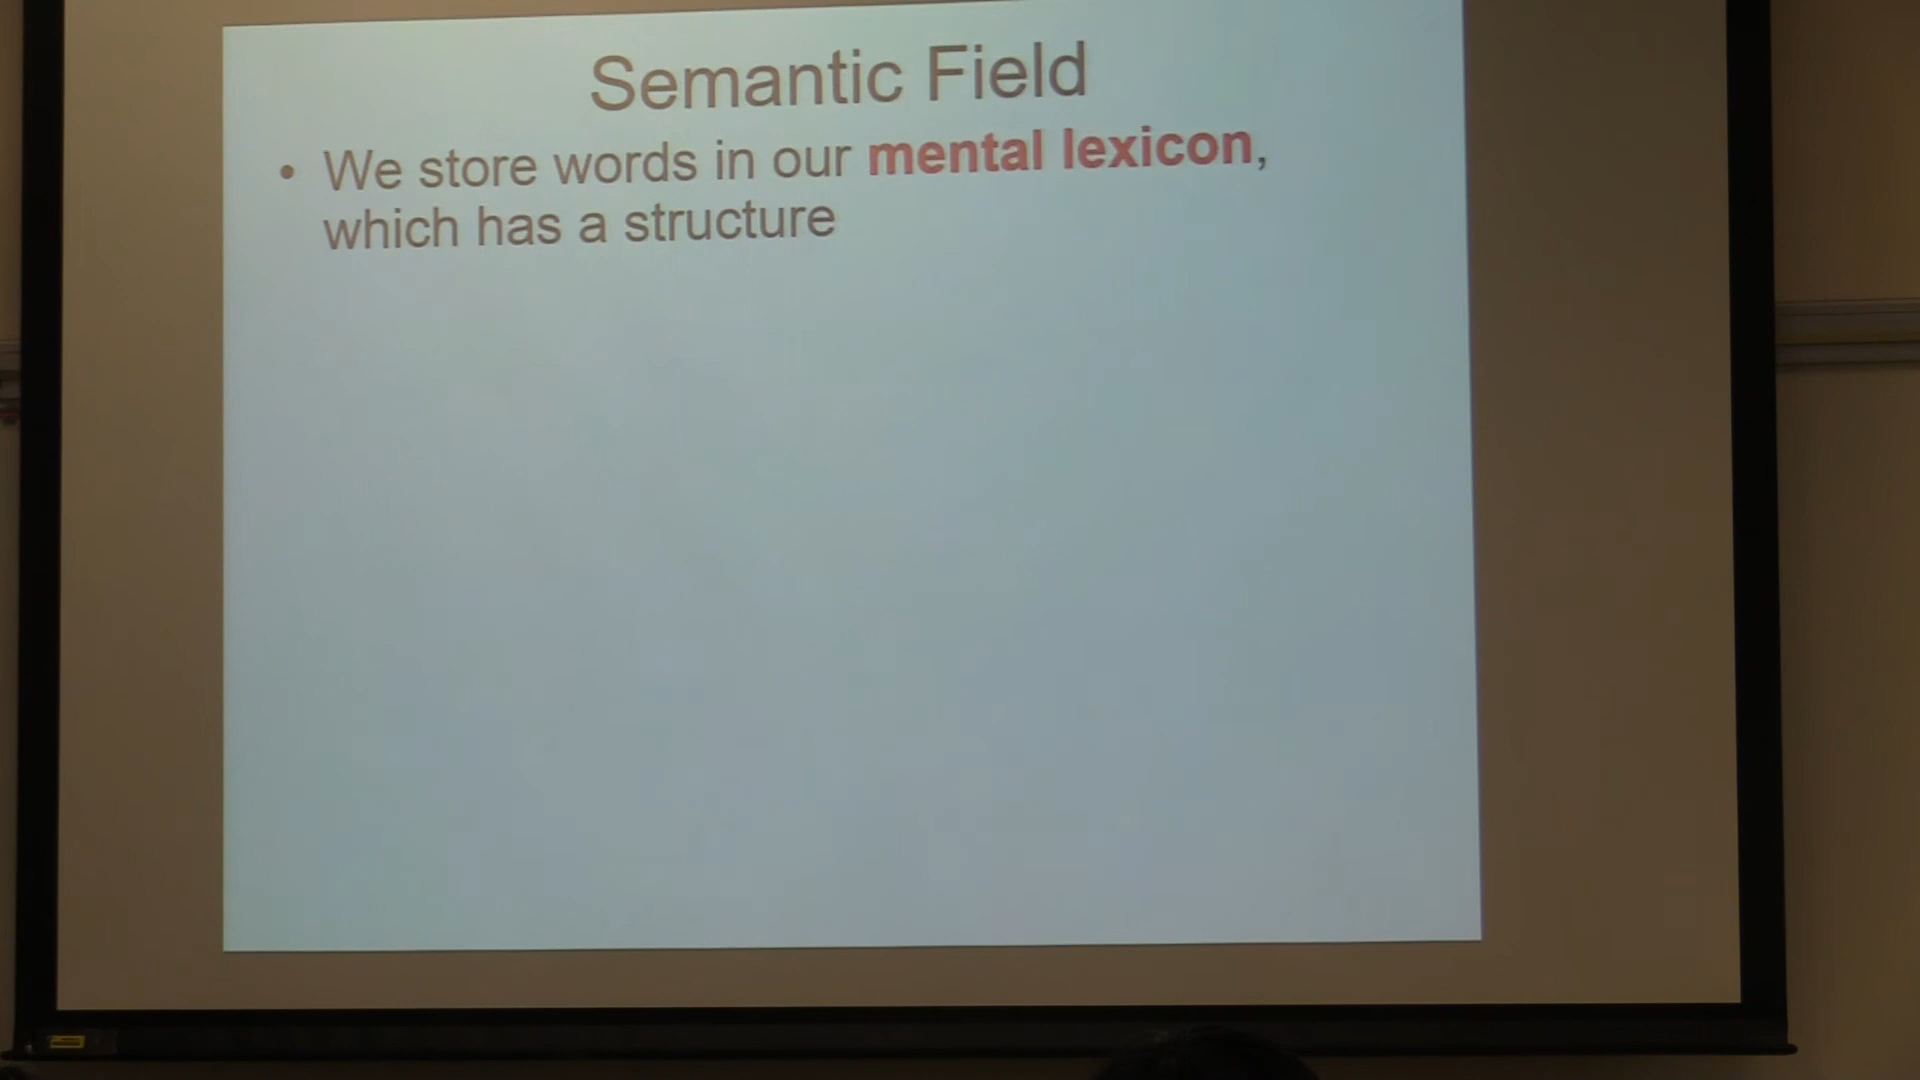 Semantic Field
• We store words in our mental lexicon,
which has a structure